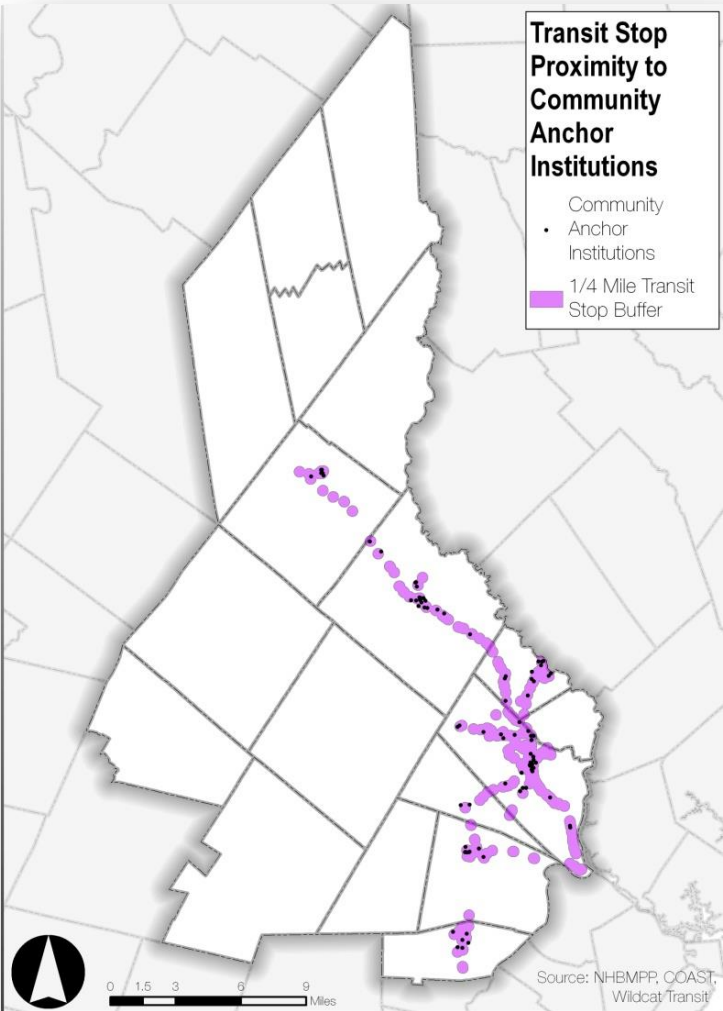 Transit Stop
Proximity to
Community
Anchor
Institutions
Community
Anchor
Institutions
1/4 Mile Transit
Stop Buffer
0 1.5 3 6 9
Miles
Source: NHBMPP, COAST,
Wildcat Transit